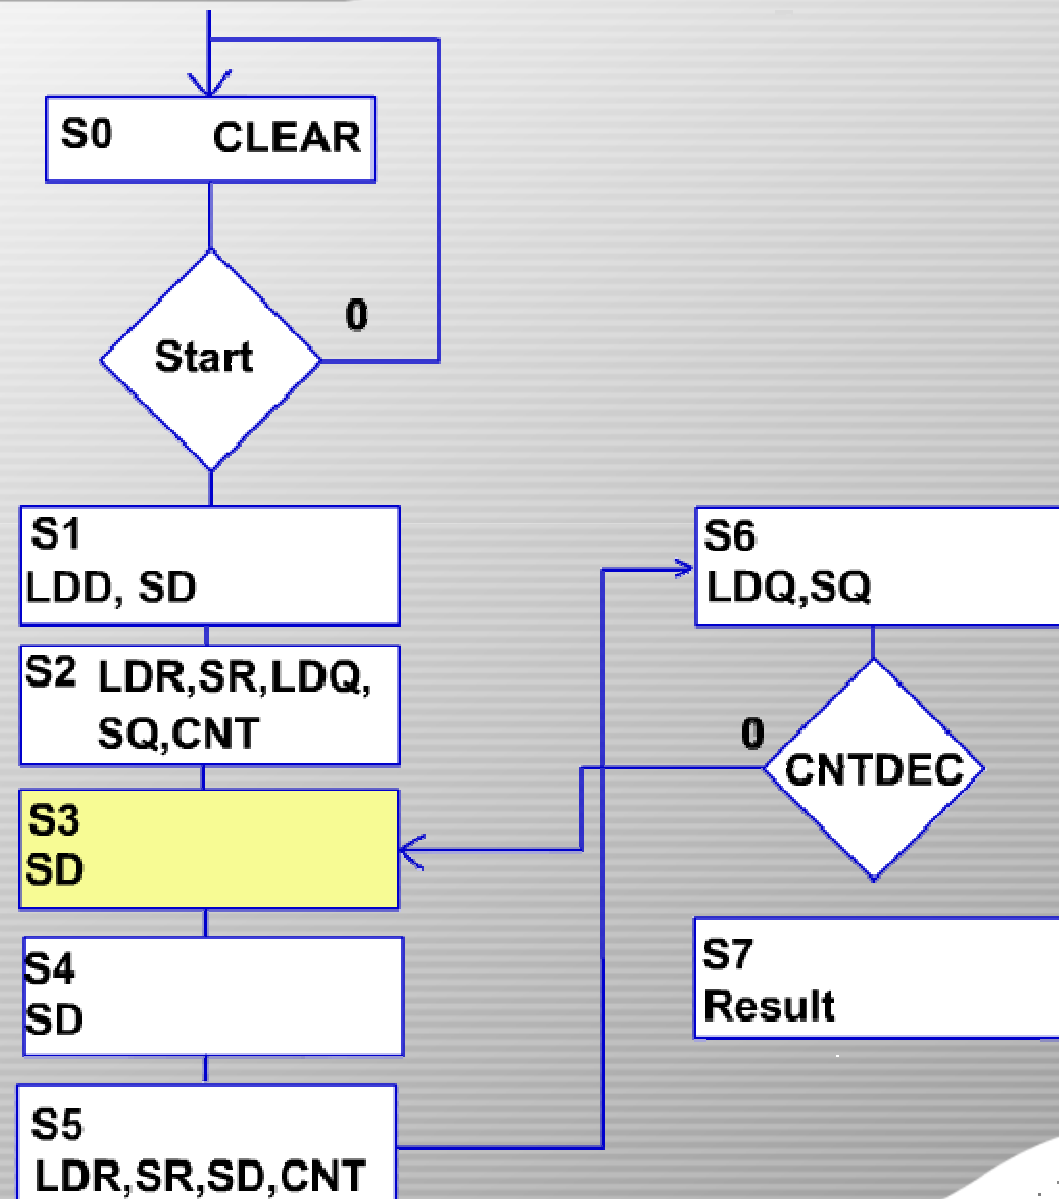 S0 CLEAR
0
Start
S1
LDD, SD
S2 LDR,SR,LDQ,
SQ,CNT
S3
SD
S4
SD
S5
LDR,SR,SD,CNT
S6
LDQ,SQ
0
CNTDEC
S7
Result